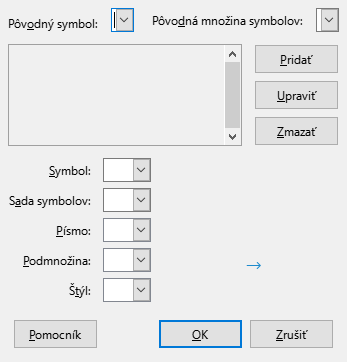 Pôvodný symbol: Pôvodná množina symbolov:
Pridať
Upraviť
Zmazať
Symbol:
Sada symbolov:
Písmo:
Podmnožina:
→
Štýl:
Pomocník OK Zrušiť